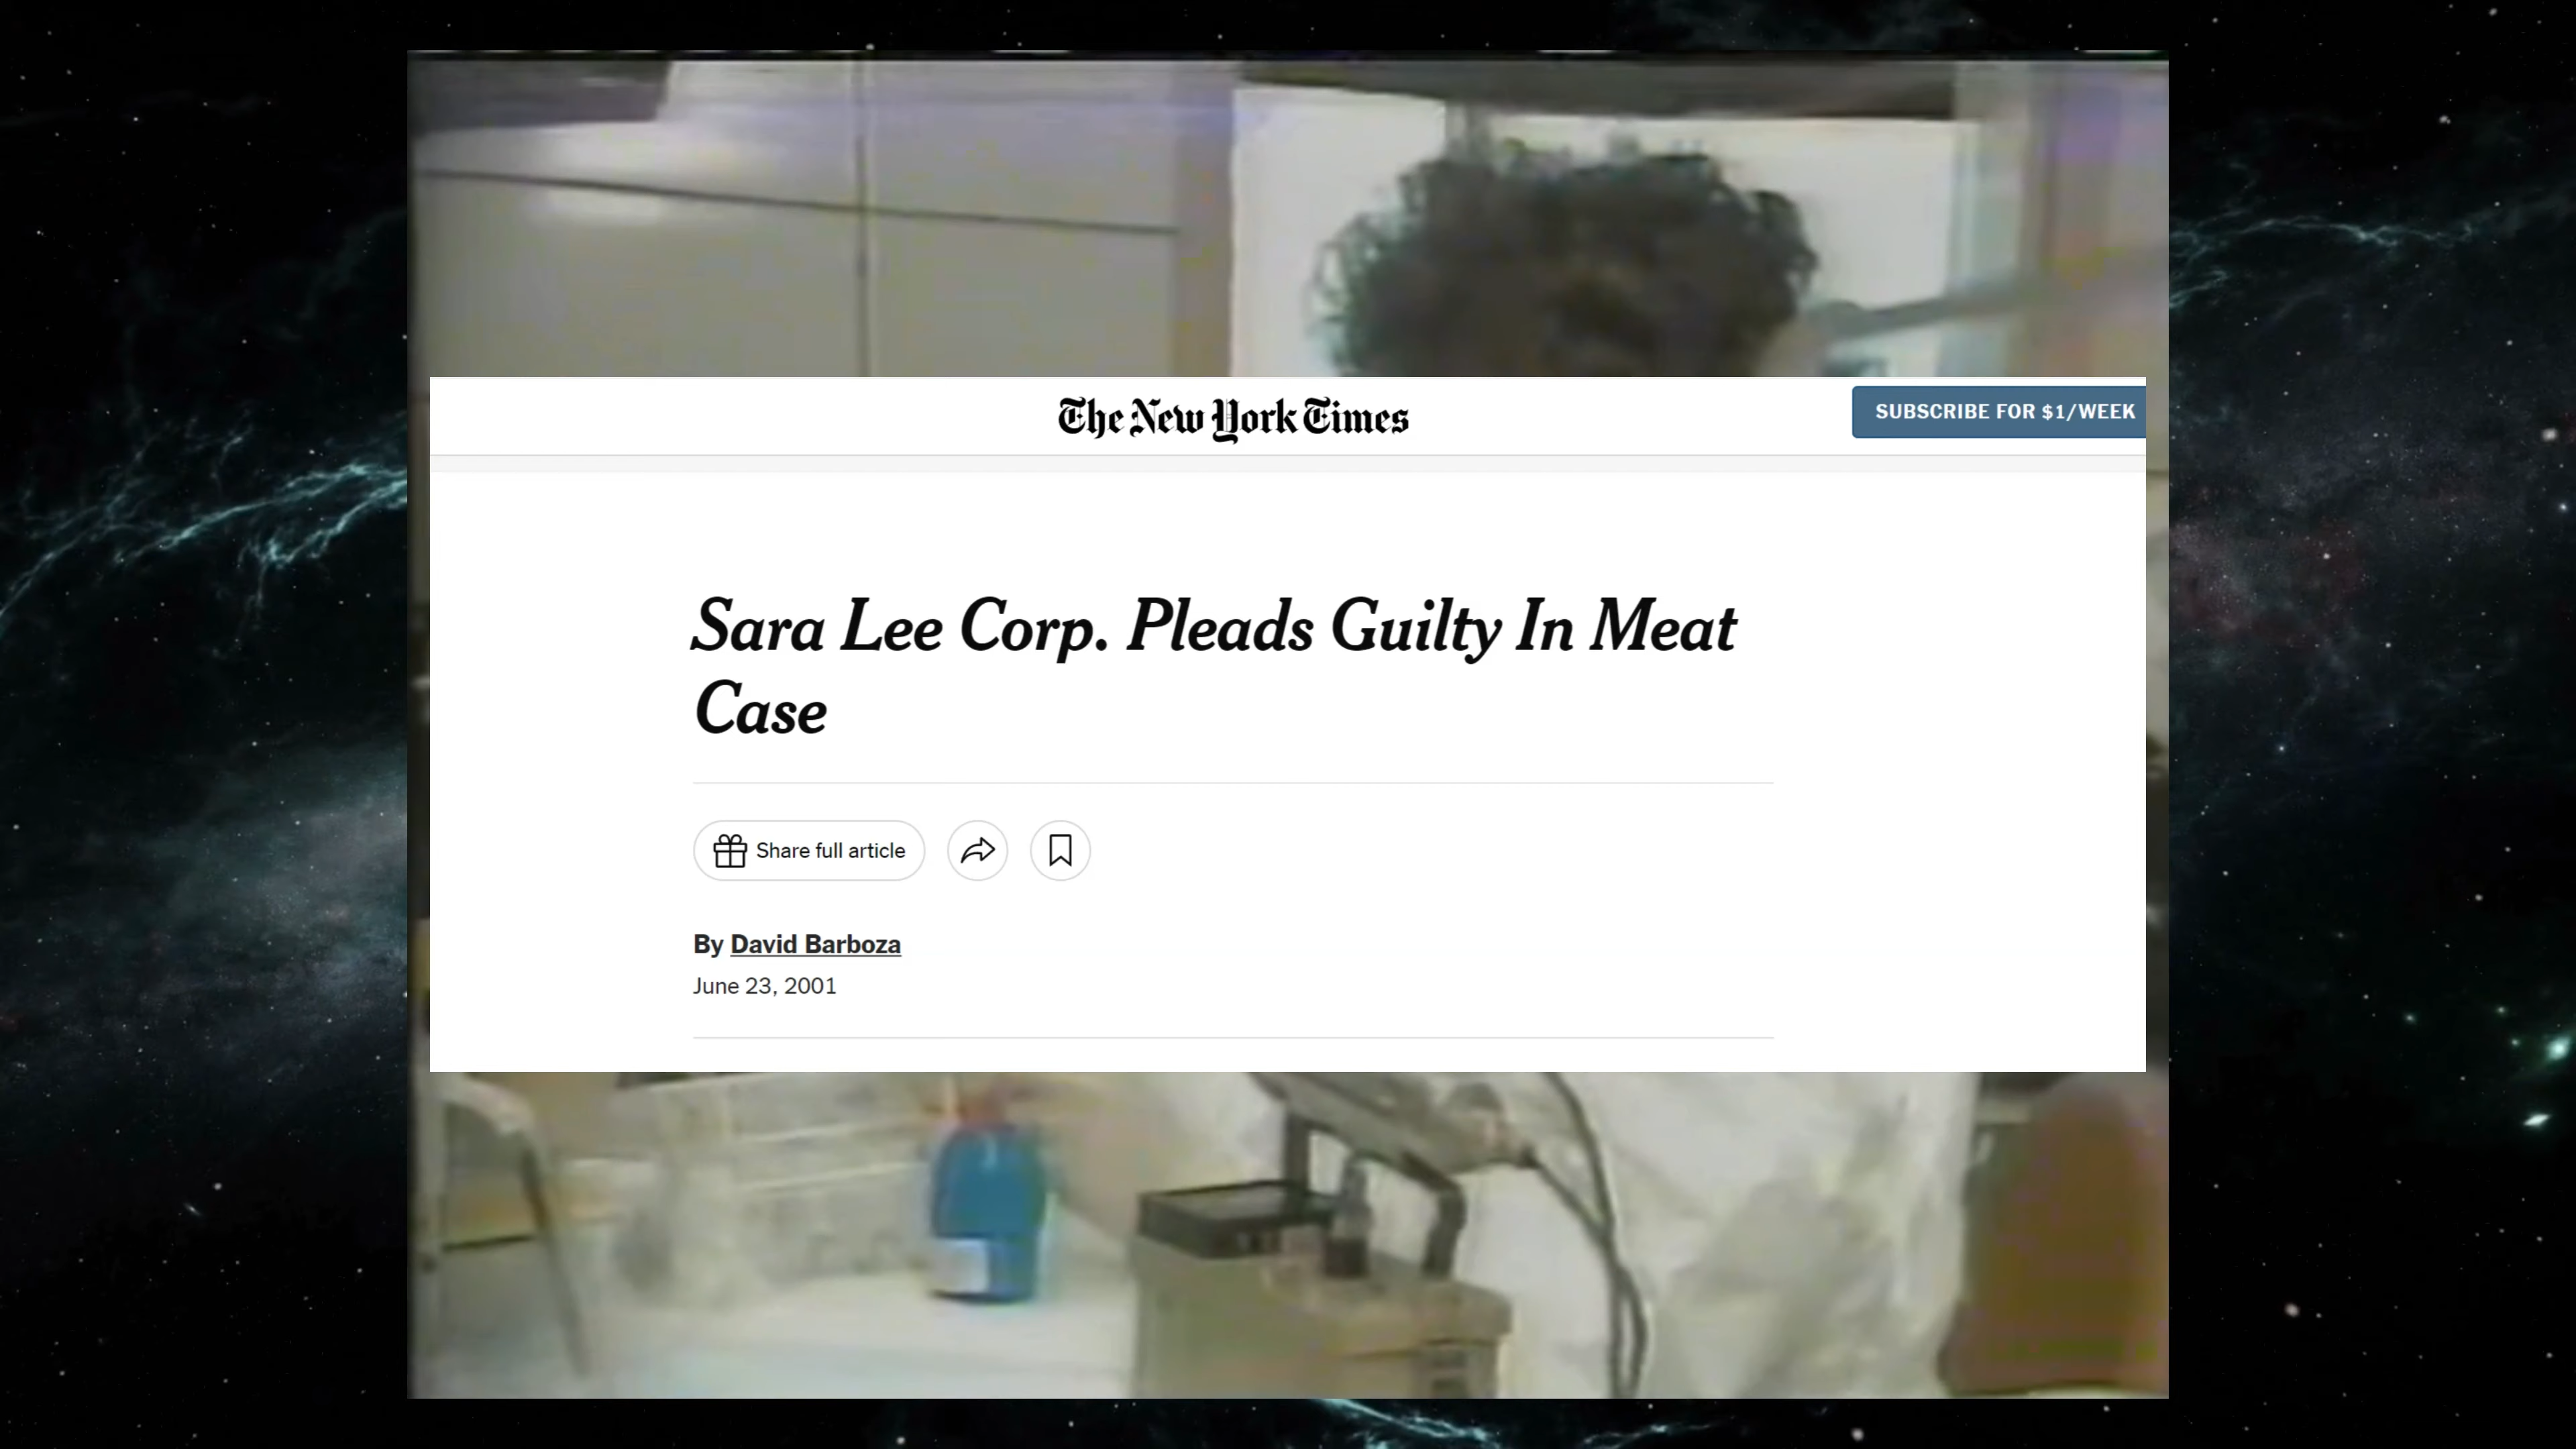 The New York Times
SUBSCRIBE FOR $1/WEEK
Sara Lee Corp. Pleads Guilty In Meat
Case
Share full article
By David Barboza
June 23, 2001